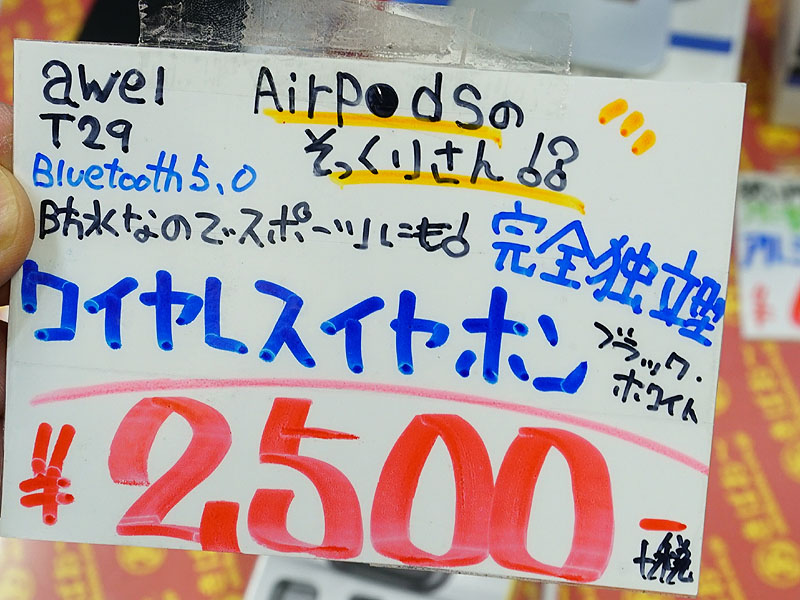 awei
T29
Bluetooth5.0
AirPodsの
そっくりさん!?
防水なのでスポーツにも!
完全独立型
ワイヤレスイヤホン
ブラック・
ホワイト
¥2,500-
+税